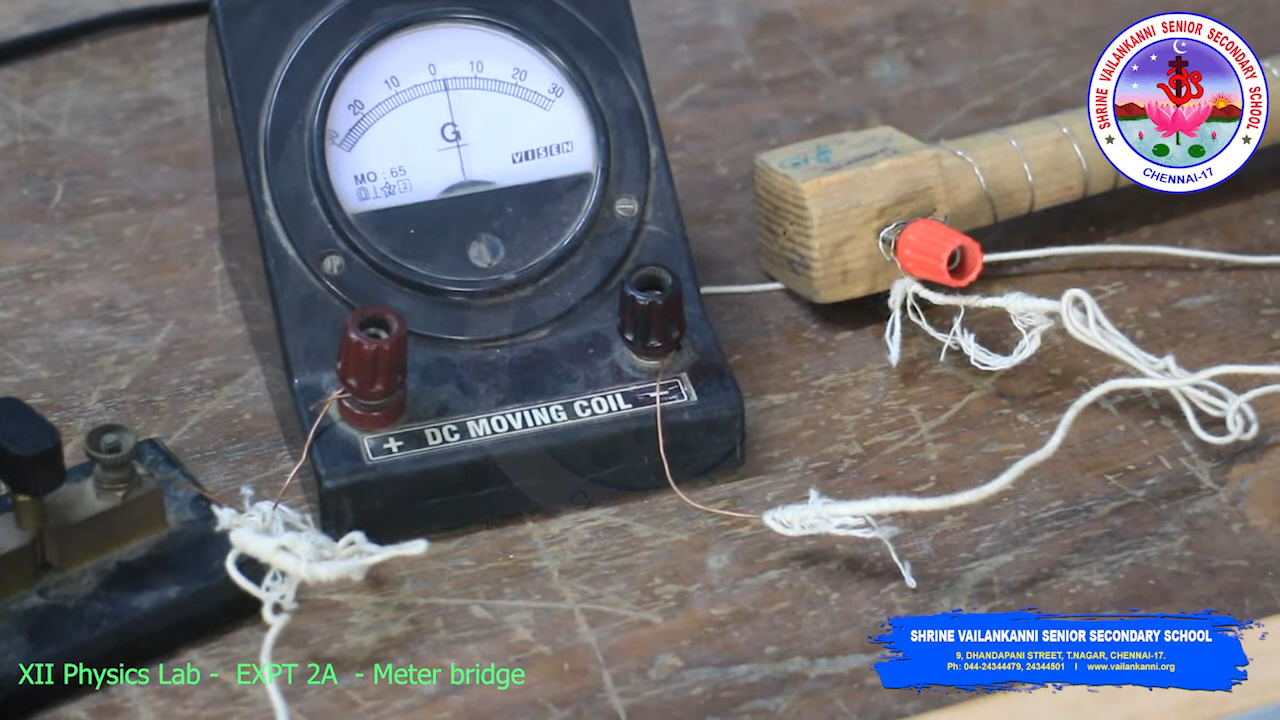 20 10 0 10 20 30
G
VISEN
MO : 65
2
+ DC MOVING COIL
SHRINE VAILANKANNI SENIOR SECONDARY SCHOOL
CHENNAI-17
SHRINE VAILANKANNI SENIOR SECONDARY SCHOOL
9, DHANDAPANI STREET, T.NAGAR, CHENNAI-17.
Ph: 044-24344479, 24344501 I www.vailankanni.org
XII Physics Lab - EXPT 2A - Meter bridge